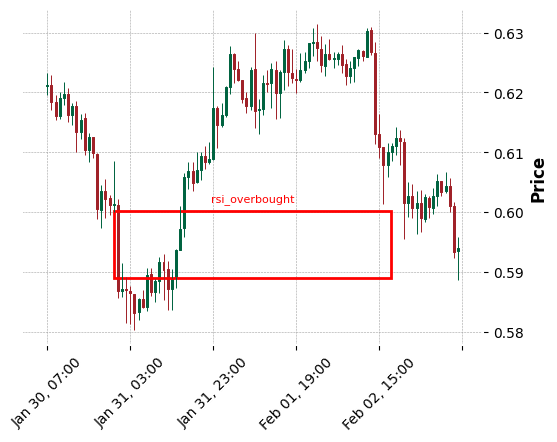 0.63
0.62
0.61
0.60
0.59
0.58
Price
rsi_overbought
Jan 30, 07:00
Jan 31, 03:00
Jan 31, 23:00
Feb 01, 19:00
Feb 02, 15:00